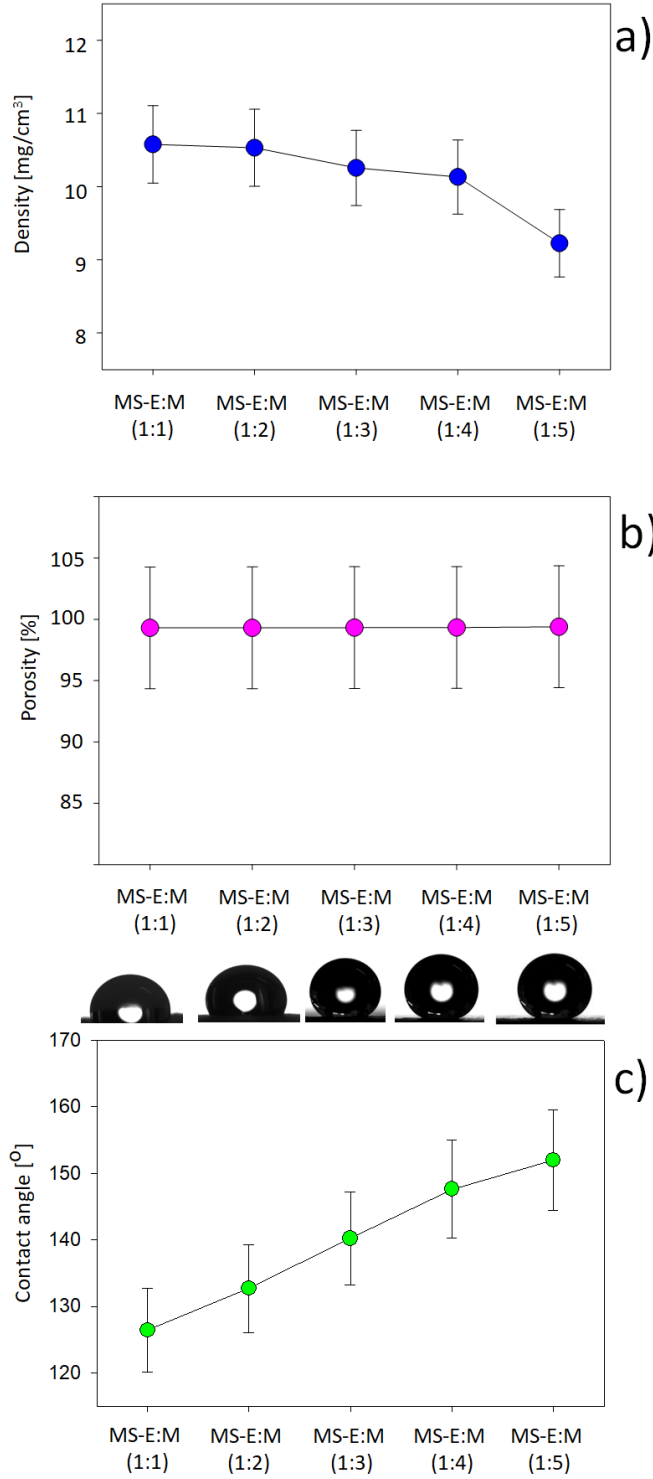 a)
Density [mg/cm³]
12
11
10
9
8
MS-E:M MS-E:M MS-E:M MS-E:M MS-E:M
(1:1) (1:2) (1:3) (1:4) (1:5)
b)
Porosity [%]
105
100
95
90
85
MS-E:M MS-E:M MS-E:M MS-E:M MS-E:M
(1:1) (1:2) (1:3) (1:4) (1:5)
c)
Contact angle [O]
170
160
150
140
130
120
MS-E:M MS-E:M MS-E:M MS-E:M MS-E:M
(1:1) (1:2) (1:3) (1:4) (1:5)